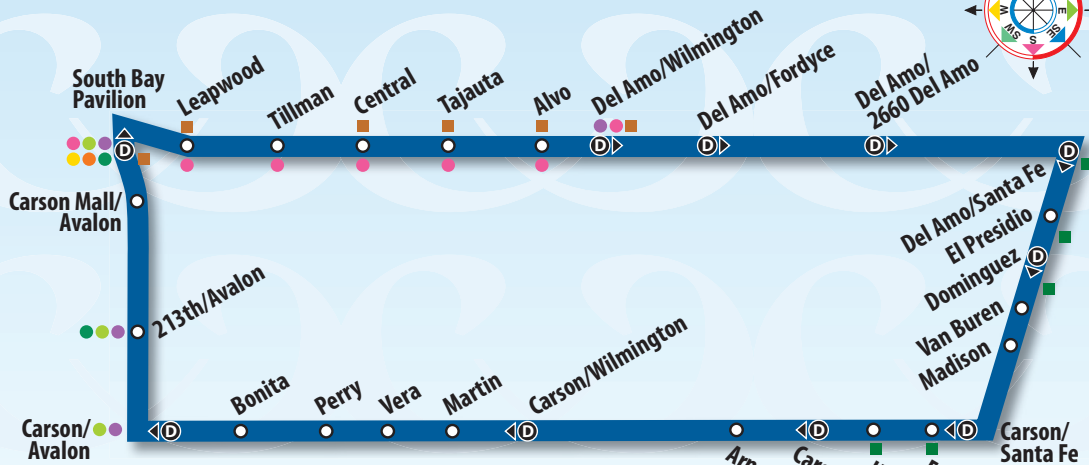 W
E
SW
S
SE
South Bay
Pavilion
Leapwood
Tillman
Central
Tajauta
Alvo
Del Amo/Wilmington
Del Amo/Fordyce
Del Amo/
2660 Del Amo
D
D
D
D
D
Carson Mall/
Avalon
Del Amo/Santa Fe
El Presidio
Dominguez
D
Van Buren
Madison
213th/Avalon
Bonita
Perry
Vera
Martin
Carson/Wilmington
Carson/
Avalon
D
D
D
D
Carson/
Santa Fe